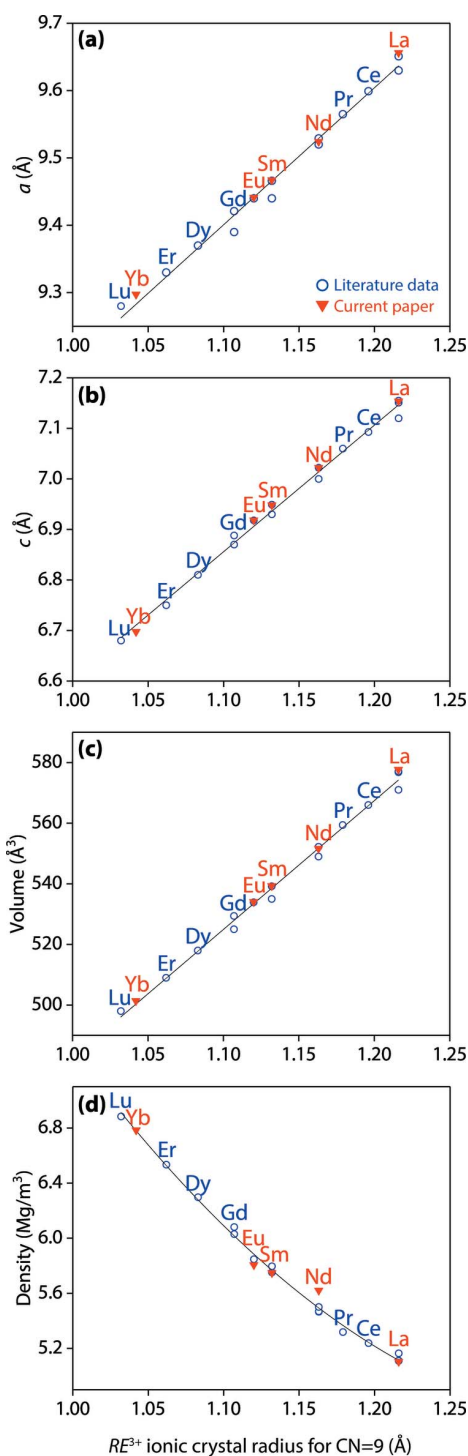 (a)
9.7
9.6
9.5
9.4
9.3
a (Å)
La
Ce
Pr
Nd
Sm
Eu
Gd
Dy
Er
Yb
Lu
Literature data
Current paper
1.00 1.05 1.10 1.15 1.20 1.25
(b)
7.2
7.1
7.0
6.9
6.8
6.7
6.6
c (Å)
La
Ce
Pr
Nd
Sm
Eu
Gd
Dy
Er
Yb
Lu
1.00 1.05 1.10 1.15 1.20 1.25
(c)
580
560
540
520
500
Volume (Å³)
La
Ce
Pr
Nd
Sm
Eu
Gd
Dy
Er
Yb
Lu
1.00 1.05 1.10 1.15 1.20 1.25
(d)
6.8
6.4
6.0
5.6
5.2
Density (Mg/m³)
Lu
Yb
Er
Dy
Gd
Eu
Sm
Nd
Pr
Ce
La
1.00 1.05 1.10 1.15 1.20 1.25
RE³⁺ ionic crystal radius for CN=9 (Å)